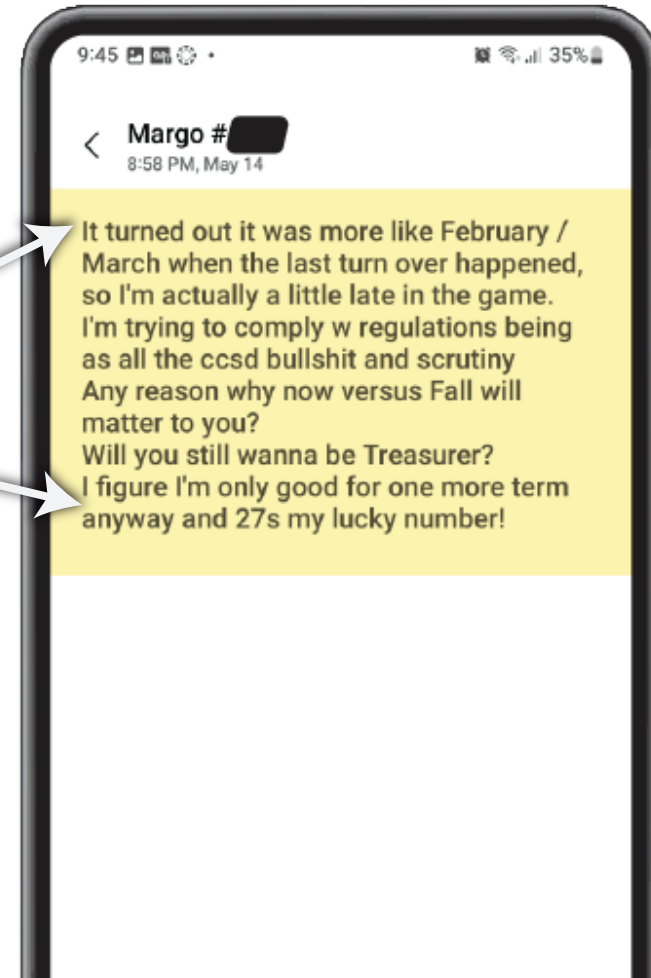 9:45
35%
Margo #
8:58 PM, May 14
It turned out it was more like February /
March when the last turn over happened,
so I'm actually a little late in the game.
I'm trying to comply w regulations being
as all the ccsd bullshit and scrutiny
Any reason why now versus Fall will
matter to you?
Will you still wanna be Treasurer?
I figure I'm only good for one more term
anyway and 27s my lucky number!